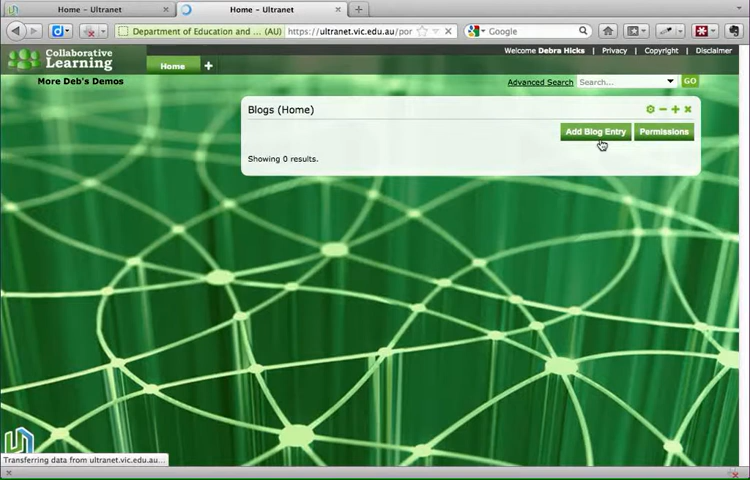 Home - Ultranet
Home - Ultranet
Department of Education and ... (AU)
https://ultranet.vic.edu.au/por
Google
Collaborative
Learning
Home
Welcome Debra Hicks | Privacy | Copyright | Disclaimer
More Deb's Demos
Advanced Search
Search...
GO
Blogs (Home)
Add Blog Entry
Permissions
Showing 0 results.
Transferring data from ultranet.vic.edu.au...